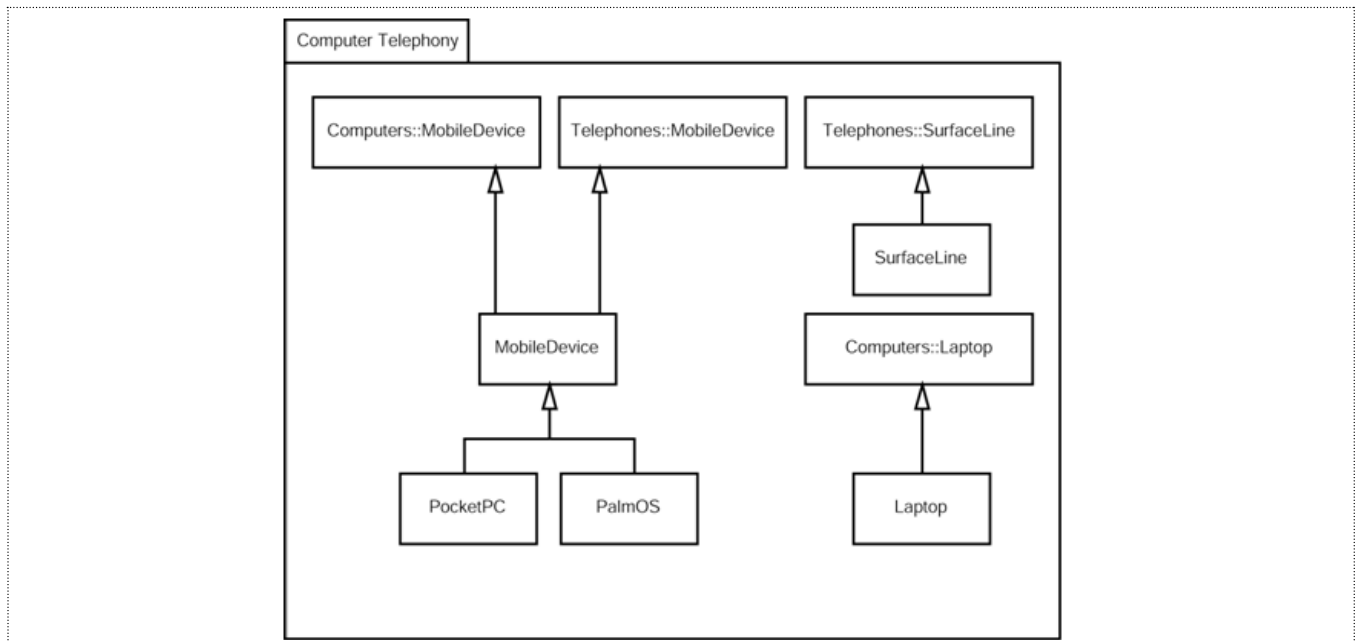 Computer Telephony
Computers::MobileDevice
Telephones::MobileDevice
Telephones::SurfaceLine
SurfaceLine
MobileDevice
Computers::Laptop
PocketPC
PalmOS
Laptop